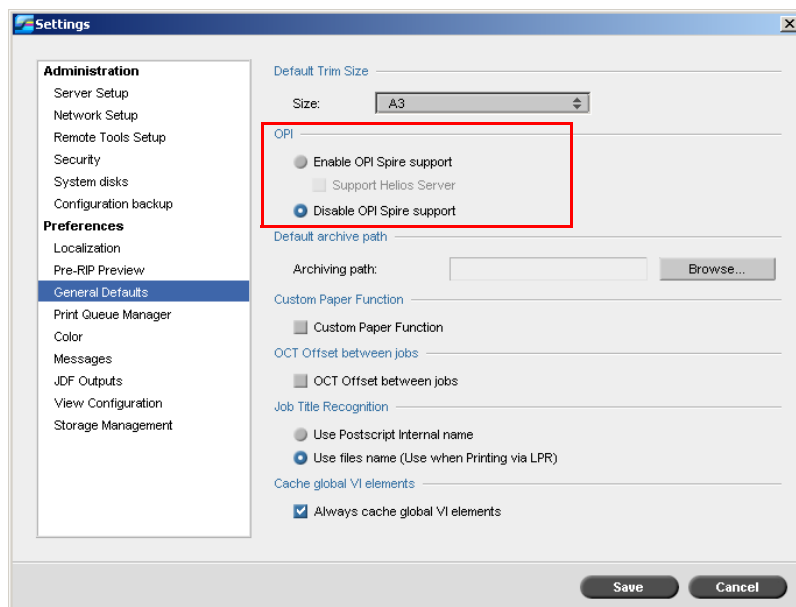 Settings
Administration
Server Setup
Network Setup
Remote Tools Setup
Security
System disks
Configuration backup
Preferences
Localization
Pre-RIP Preview
General Defaults
Print Queue Manager
Color
Messages
JDF Outputs
View Configuration
Storage Management
Default Trim Size
Size: A3
OPI
Enable OPI Spire support
Support Helios Server
Disable OPI Spire support
Default archive path
Archiving path: Browse...
Custom Paper Function
Custom Paper Function
OCT Offset between jobs
OCT Offset between jobs
Job Title Recognition
Use Postscript Internal name
Use files name (Use when Printing via LPR)
Cache global VI elements
Always cache global VI elements
Save Cancel